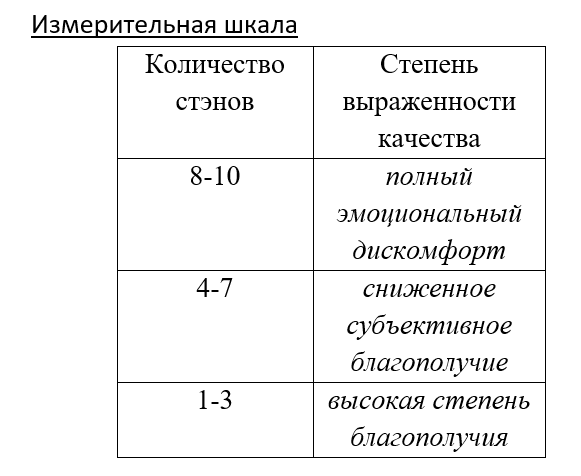 Измерительная шкала
Количество стэнов
Степень выраженности качества
8-10
полный эмоциональный дискомфорт
4-7
сниженное субъективное благополучие
1-3
высокая степень благополучия